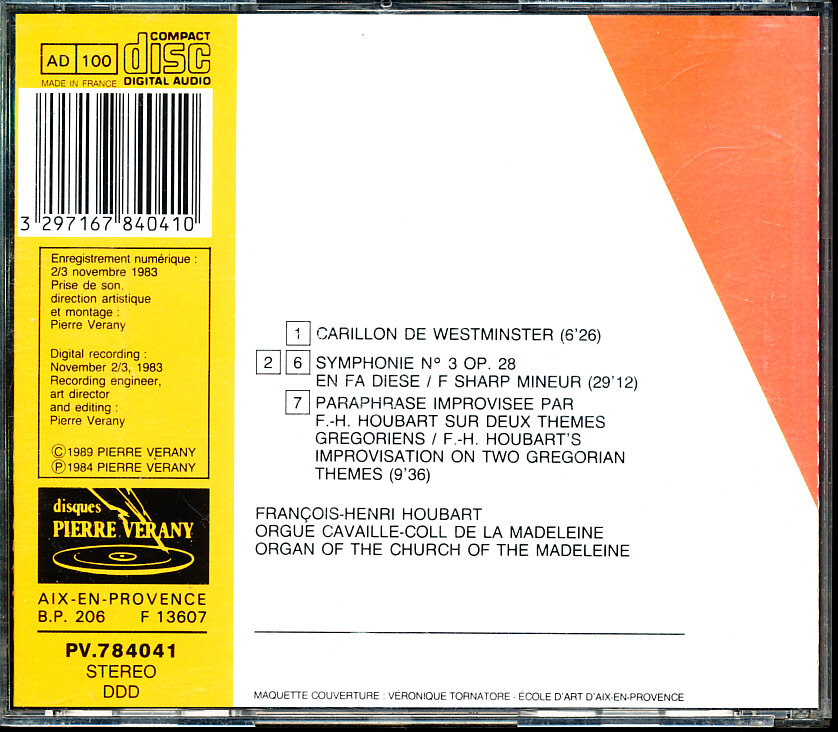 AD 100
COMPACT
disc
DIGITAL AUDIO
MADE IN FRANCE
3 297167 840410
Enregistrement numérique :
2/3 novembre 1983
Prise de son,
direction artistique
et montage :
Pierre Verany
Digital recording :
November 2/3, 1983
Recording engineer,
art director
and editing :
Pierre Verany
Ⓒ1989 PIERRE VERANY
Ⓟ1984 PIERRE VERANY
disques
PIERRE VERANY
AIX-EN-PROVENCE
B.P. 206 F 13607
PV.784041
STEREO
DDD
1 CARILLON DE WESTMINSTER (6'26)
2 6 SYMPHONIE Nº 3 OP. 28
EN FA DIESE / F SHARP MINEUR (29'12)
7 PARAPHRASE IMPROVISEE PAR
F.-H. HOUBART SUR DEUX THEMES
GREGORIENS / F.-H. HOUBART'S
IMPROVISATION ON TWO GREGORIAN
THEMES (9'36)
FRANÇOIS-HENRI HOUBART
ORGUE CAVAILLE-COLL DE LA MADELEINE
ORGAN OF THE CHURCH OF THE MADELEINE
MAQUETTE COUVERTURE : VERONIQUE TORNATORE - ÉCOLE D'ART D'AIX-EN-PROVENCE